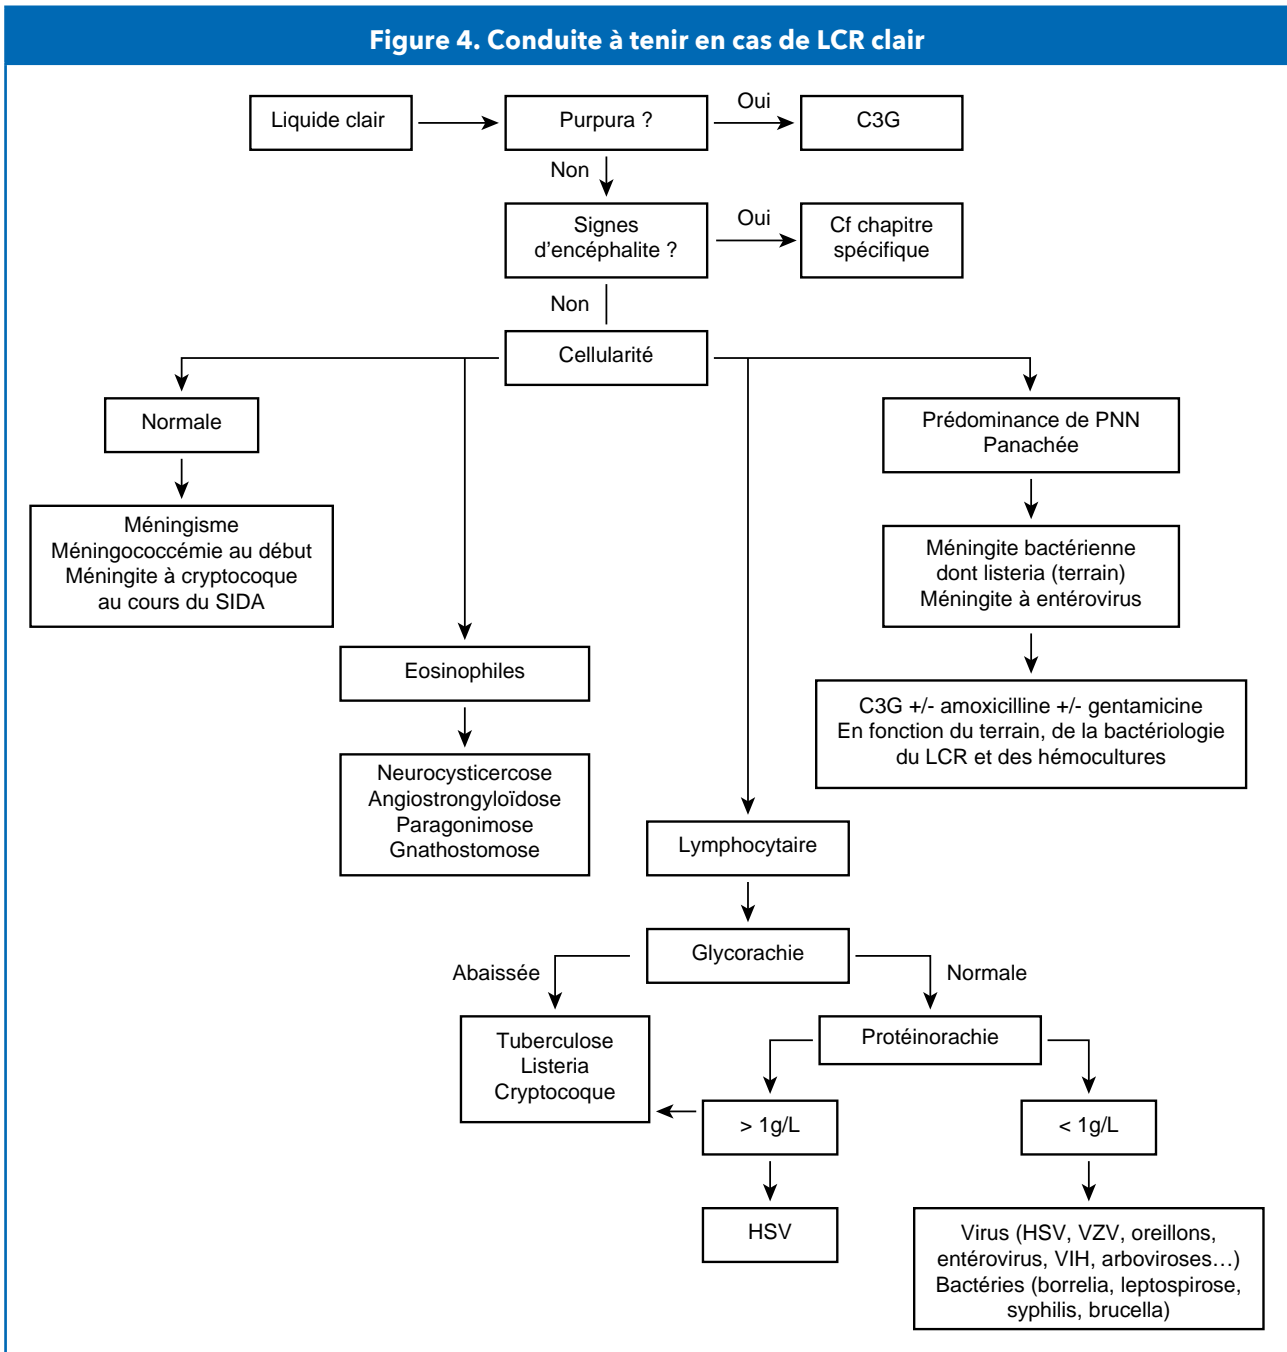 Figure 4. Conduite à tenir en cas de LCR clair
Liquide clair
Purpura ?
Oui
C3G
Non
Signes
d'encéphalite ?
Oui
Cf chapitre
spécifique
Non
Cellularité
Normale
Méningisme
Méningococcémie au début
Méningite à cryptocoque
au cours du SIDA
Eosinophiles
Neurocysticercose
Angiostrongyloïdose
Paragonimose
Gnathostomose
Prédominance de PNN
Panachée
Méningite bactérienne
dont listeria (terrain)
Méningite à entérovirus
C3G +/- amoxicilline +/- gentamicine
En fonction du terrain, de la bactériologie
du LCR et des hémocultures
Lymphocytaire
Glycorachie
Abaissée
Normale
Tuberculose
Listeria
Cryptocoque
Protéinorachie
> 1g/L
< 1g/L
HSV
Virus (HSV, VZV, oreillons,
entérovirus, VIH, arboviroses…)
Bactéries (borrelia, leptospirose,
syphilis, brucella)